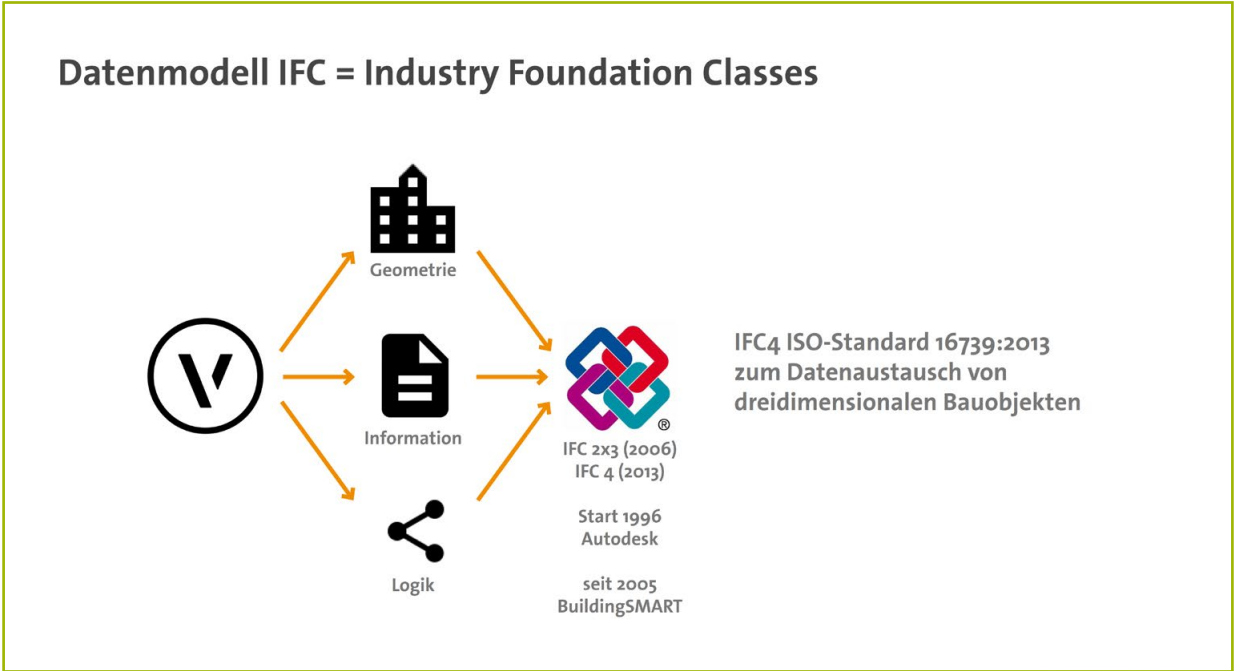 Datenmodell IFC = Industry Foundation Classes
Geometrie
Information
Logik
®
IFC 2x3 (2006)
IFC 4 (2013)
Start 1996
Autodesk
seit 2005
BuildingSMART
IFC4 ISO-Standard 16739:2013
zum Datenaustausch von
dreidimensionalen Bauobjekten